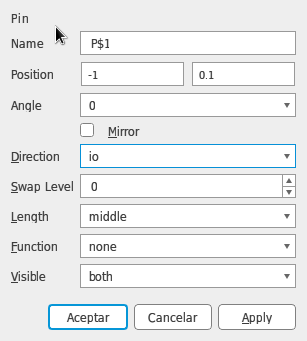 Pin
Name P$1
Position -1 0.1
Angle 0
Mirror
Direction io
Swap Level 0
Length middle
Function none
Visible both
Aceptar Cancelar Apply